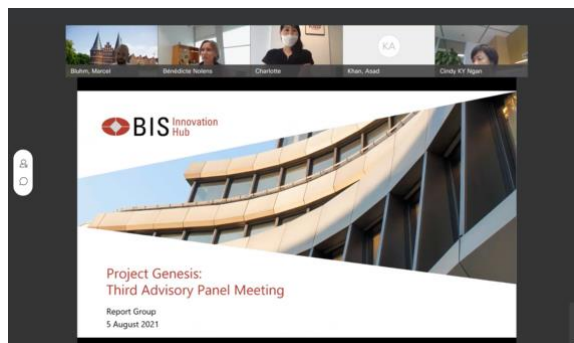 Bluhm, Marcel
Bénédicte Nolens
Charlotte
KA
Khan, Asad
Cindy KY Ngan
BIS Innovation
Hub
Project Genesis:
Third Advisory Panel Meeting
Report Group
5 August 2021